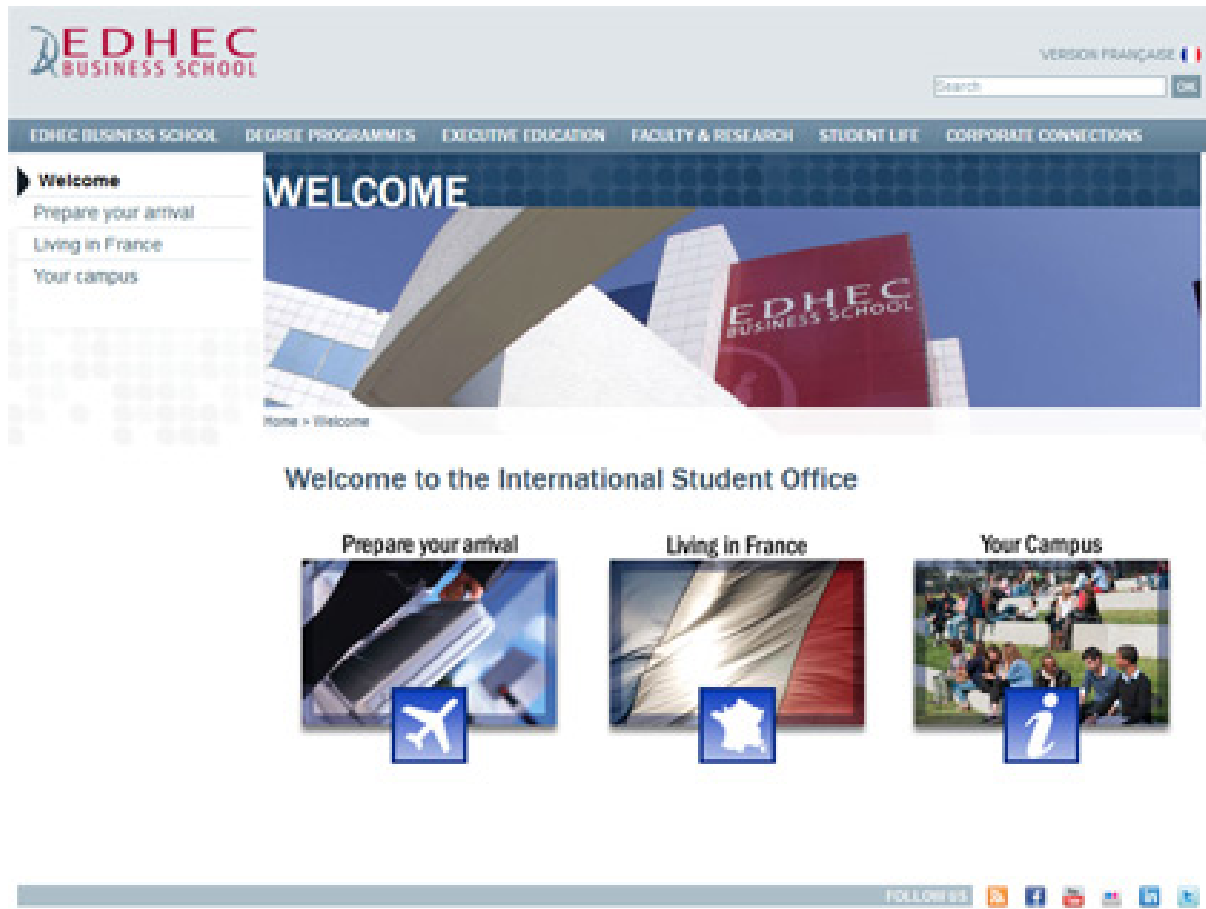 EDHEC
BUSINESS SCHOOL
VERSION FRANÇAISE
Search
OK
EDHEC BUSINESS SCHOOL DEGREE PROGRAMMES EXECUTIVE EDUCATION FACULTY & RESEARCH STUDENT LIFE CORPORATE CONNECTIONS
Welcome
Prepare your arrival
Living in France
Your campus
WELCOME
EDHEC
BUSINESS SCHOOL
Home > Welcome
Welcome to the International Student Office
Prepare your arrival Living in France Your Campus
FOLLOW US